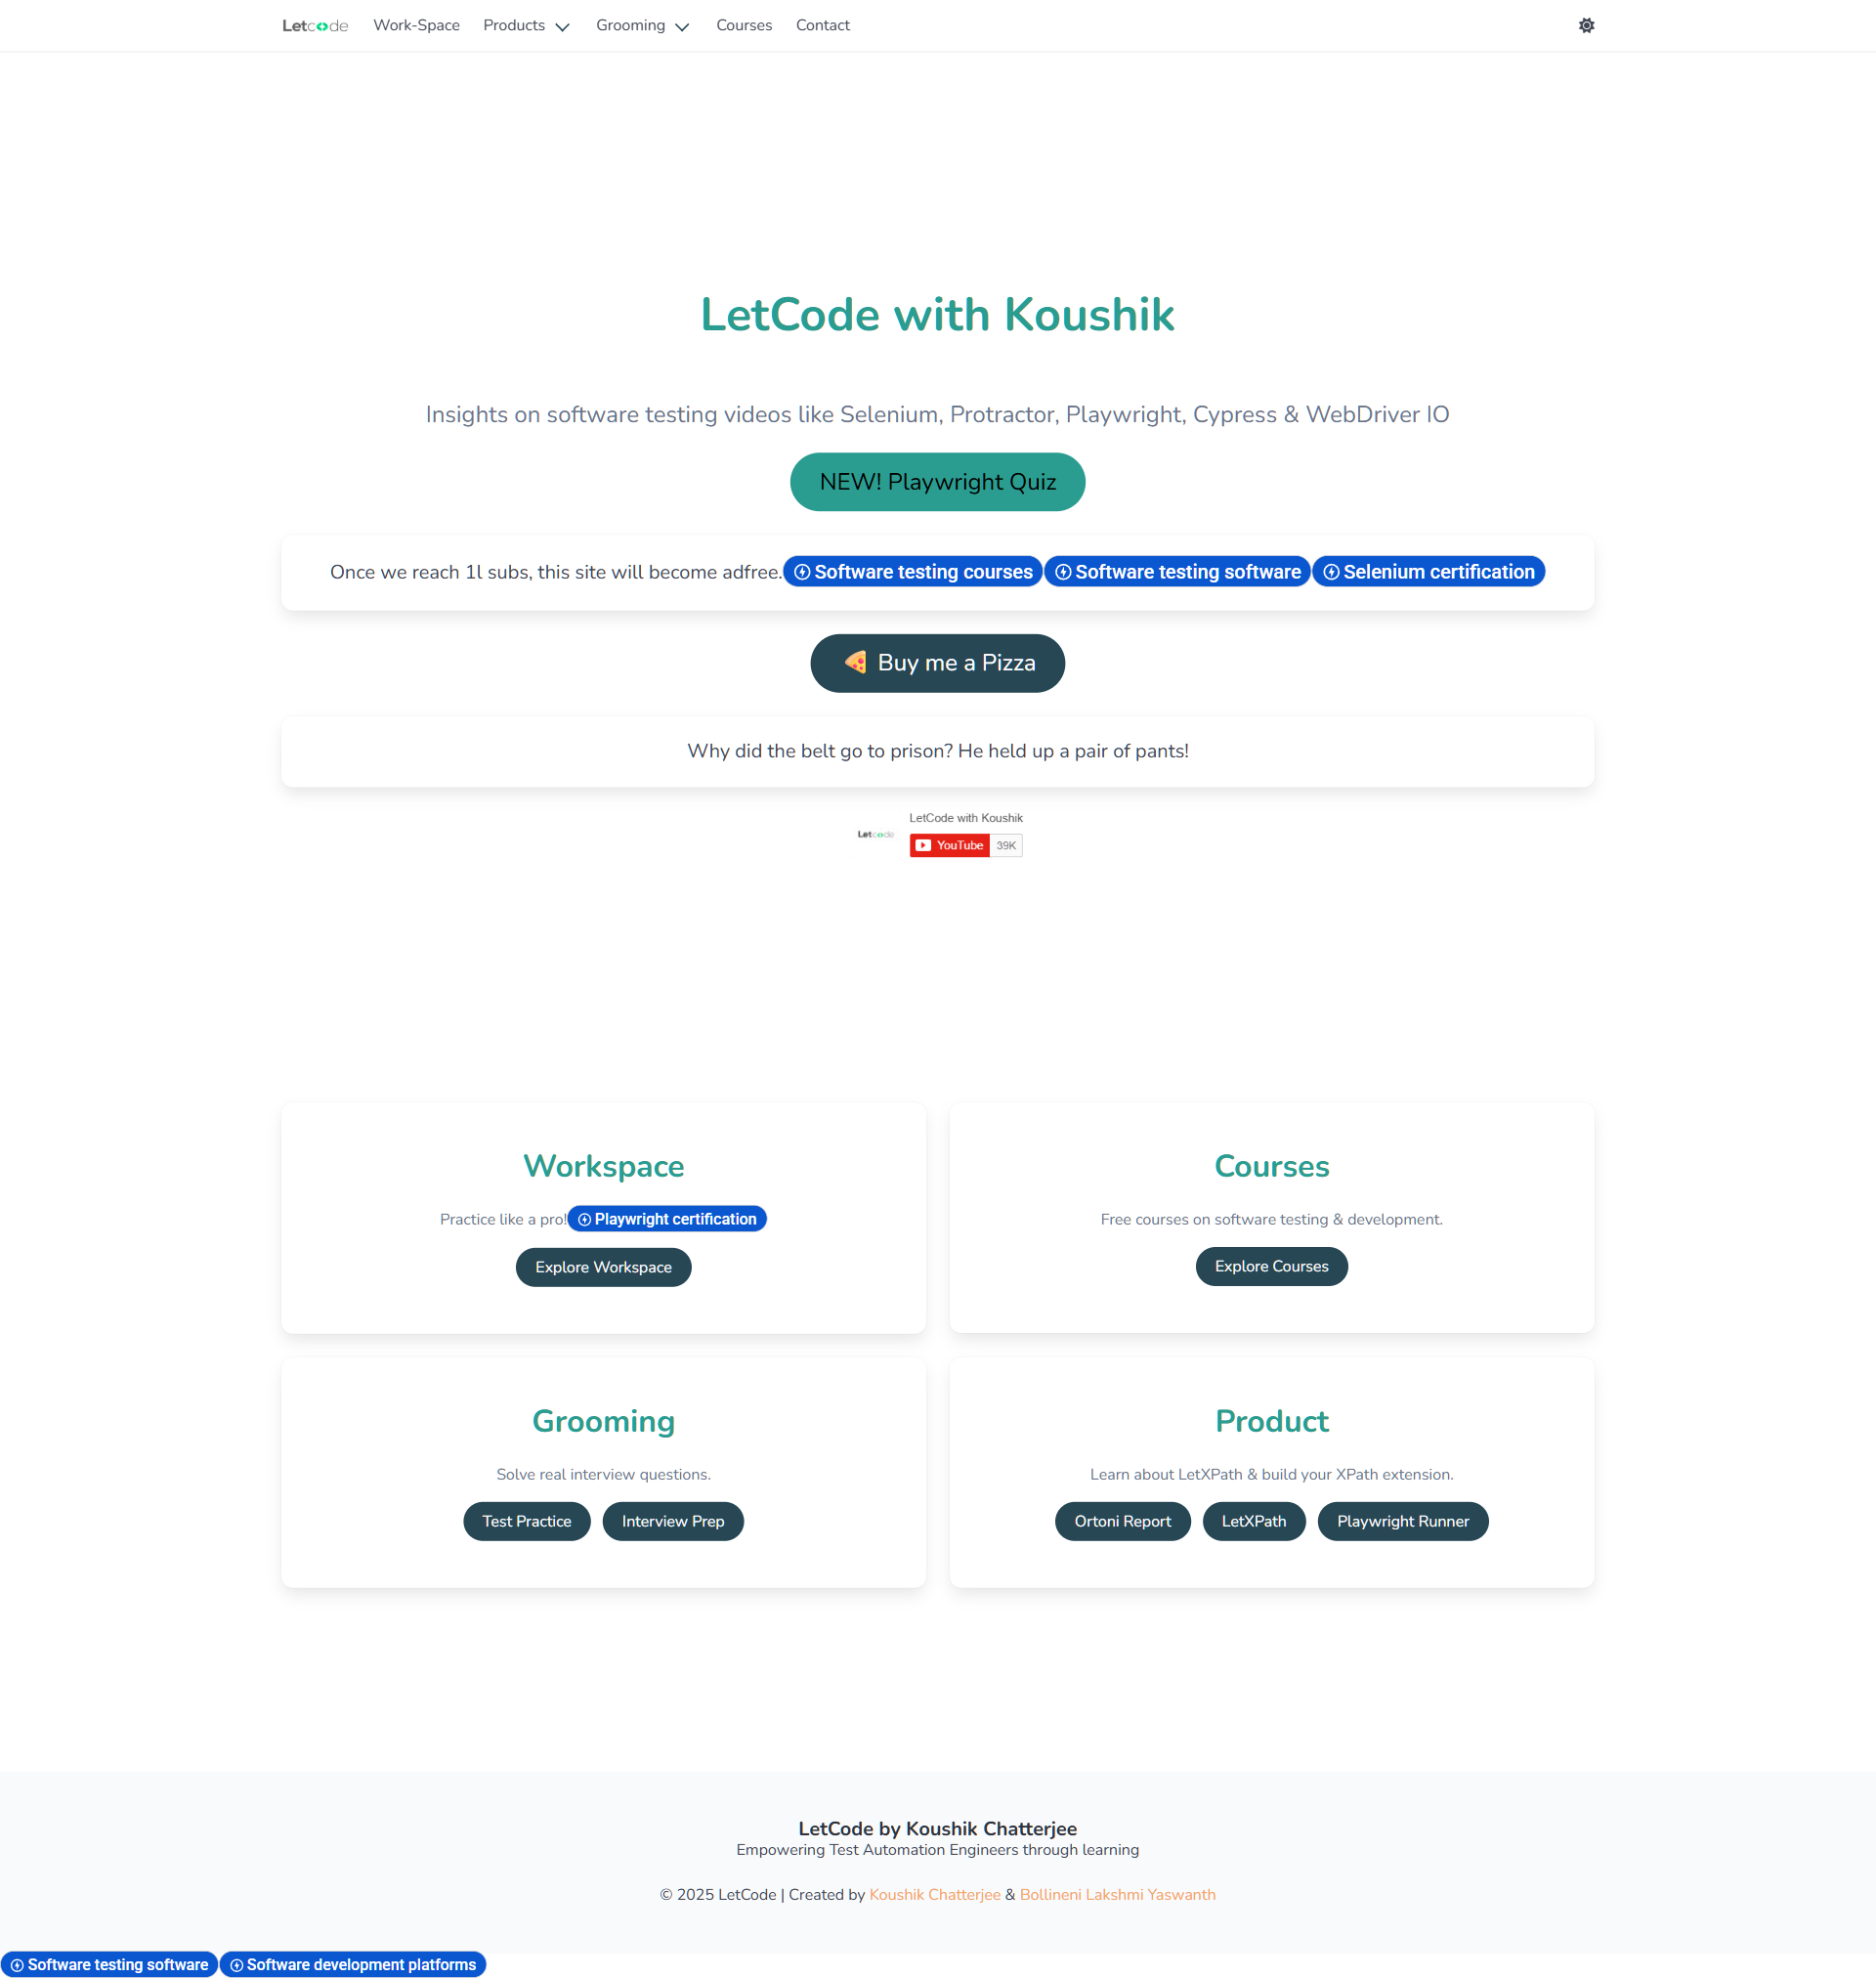 Letcode Work-Space Products Grooming Courses Contact
LetCode with Koushik
Insights on software testing videos like Selenium, Protractor, Playwright, Cypress & WebDriver IO
NEW! Playwright Quiz
Once we reach 1l subs, this site will become adfree. Software testing courses Software testing software Selenium certification
🍕 Buy me a Pizza
Why did the belt go to prison? He held up a pair of pants!
LetCode with Koushik
Letcode
YouTube 39K
Workspace
Practice like a pro! Playwright certification
Explore Workspace
Courses
Free courses on software testing & development.
Explore Courses
Grooming
Solve real interview questions.
Test Practice Interview Prep
Product
Learn about LetXPath & build your XPath extension.
Ortoni Report LetXPath Playwright Runner
LetCode by Koushik Chatterjee
Empowering Test Automation Engineers through learning
© 2025 LetCode | Created by Koushik Chatterjee & Bollineni Lakshmi Yaswanth
Software testing software Software development platforms